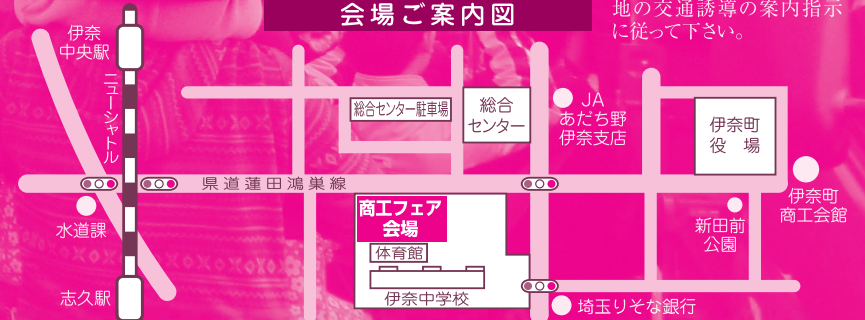 会場ご案内図
地の交通誘導の案内指示
に従って下さい。
伊奈
中央駅
ニューシャトル
総合センター駐車場
総合
センター
JA
あだち野
伊奈支店
伊奈町
役 場
県道蓮田鴻巣線
伊奈町
商工会館
水道課
商工フェア
会場
新田前
公園
体育館
伊奈中学校
志久駅
埼玉りそな銀行